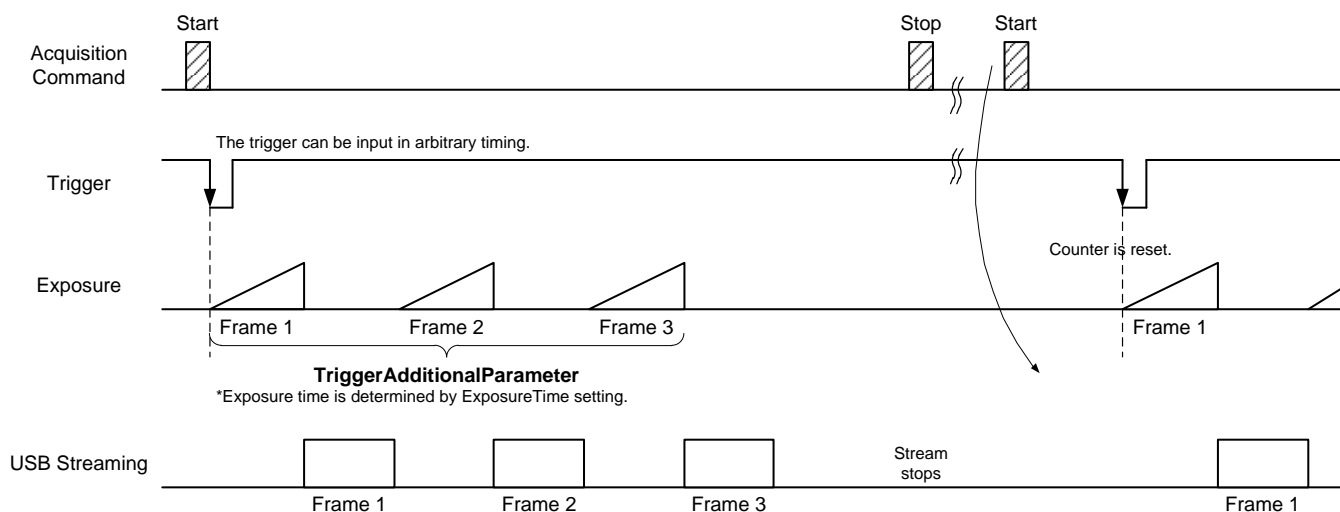 Start
Stop
Start
Acquisition
Command
The trigger can be input in arbitrary timing.
Trigger
Counter is reset.
Exposure
Frame 1
Frame 2
Frame 3
Frame 1
TriggerAdditionalParameter
*Exposure time is determined by ExposureTime setting.
USB Streaming
Stream
stops
Frame 1
Frame 2
Frame 3
Frame 1